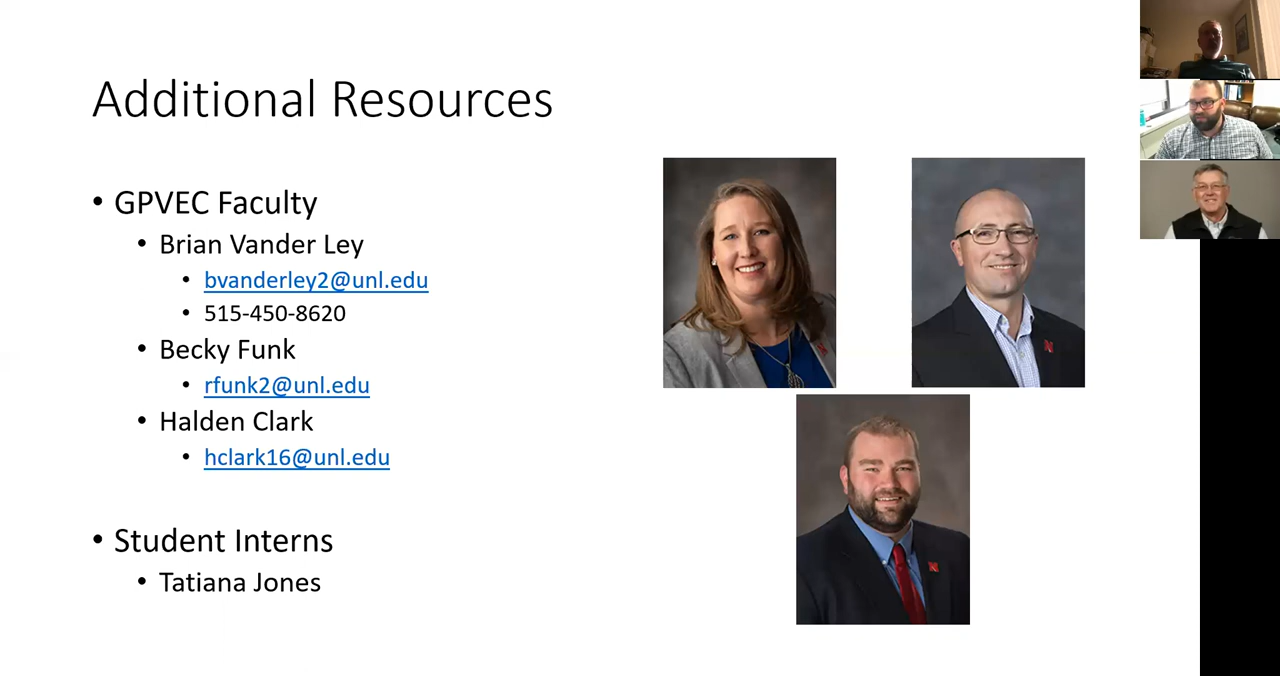 Additional Resources
• GPVEC Faculty
• Brian Vander Ley
• bvanderley2@unl.edu
• 515-450-8620
• Becky Funk
• rfunk2@unl.edu
• Halden Clark
• hclark16@unl.edu
• Student Interns
• Tatiana Jones